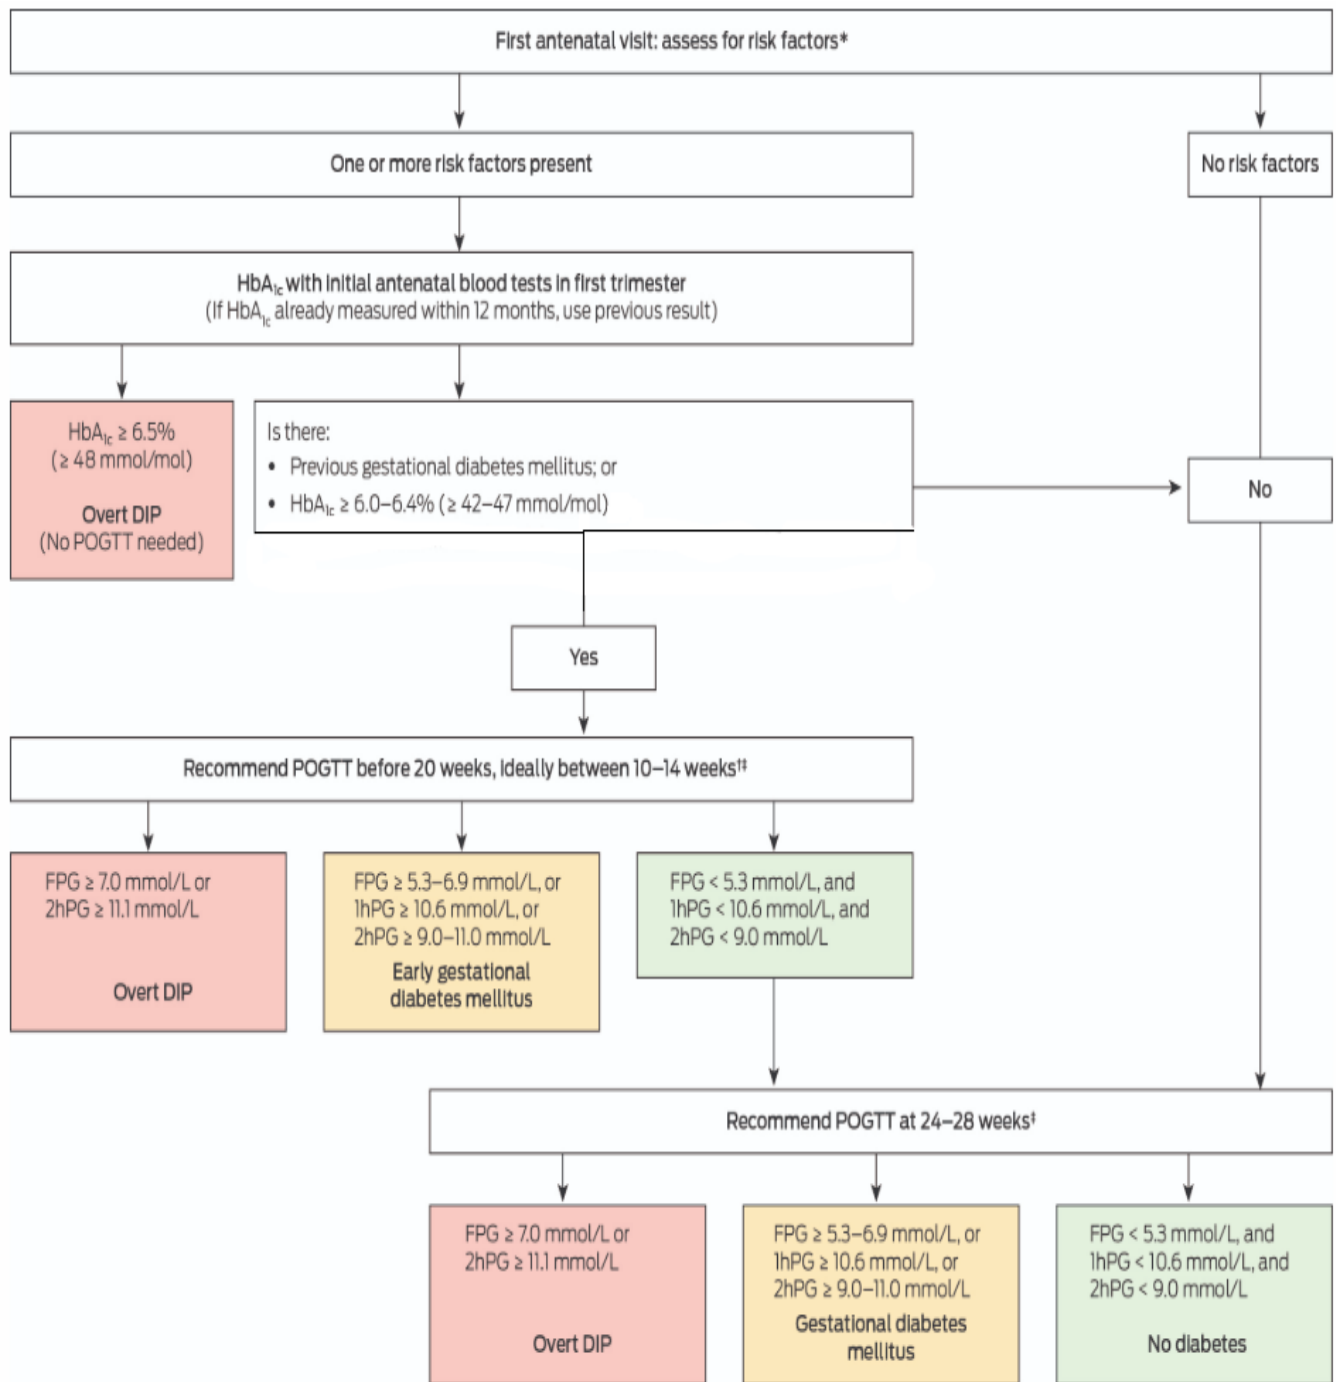 First antenatal visit: assess for risk factors*
One or more risk factors present
No risk factors
HbA1c with initial antenatal blood tests in first trimester
(If HbA1c already measured within 12 months, use previous result)
HbA1c ≥ 6.5%
(≥ 48 mmol/mol)
Overt DIP
(No POGTT needed)
Is there:
• Previous gestational diabetes mellitus; or
• HbA1c ≥ 6.0–6.4% (≥ 42–47 mmol/mol)
No
Yes
Recommend POGTT before 20 weeks, ideally between 10–14 weeks†‡
FPG ≥ 7.0 mmol/L or
2hPG ≥ 11.1 mmol/L
Overt DIP
FPG ≥ 5.3–6.9 mmol/L, or
1hPG ≥ 10.6 mmol/L, or
2hPG ≥ 9.0–11.0 mmol/L
Early gestational
diabetes mellitus
FPG < 5.3 mmol/L, and
1hPG < 10.6 mmol/L, and
2hPG < 9.0 mmol/L
Recommend POGTT at 24–28 weeks‡
FPG ≥ 7.0 mmol/L or
2hPG ≥ 11.1 mmol/L
Overt DIP
FPG ≥ 5.3–6.9 mmol/L, or
1hPG ≥ 10.6 mmol/L, or
2hPG ≥ 9.0–11.0 mmol/L
Gestational diabetes
mellitus
FPG < 5.3 mmol/L, and
1hPG < 10.6 mmol/L, and
2hPG < 9.0 mmol/L
No diabetes